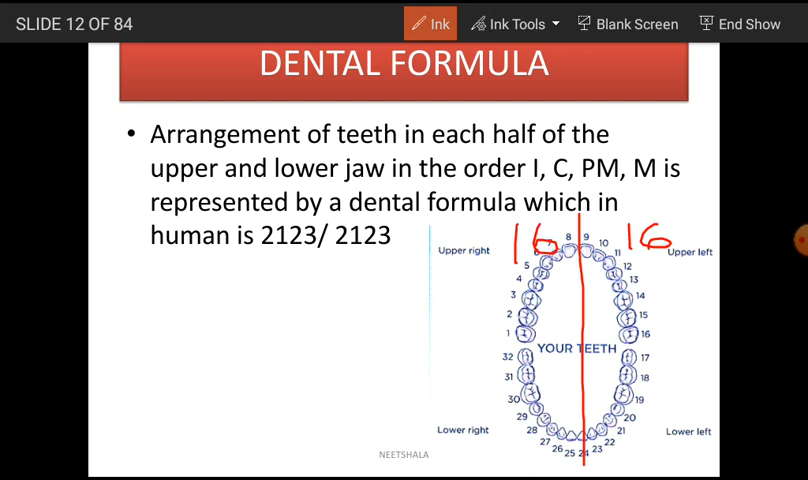 SLIDE 12 OF 84
Ink
Ink Tools
Blank Screen
End Show
DENTAL FORMULA
• Arrangement of teeth in each half of the
upper and lower jaw in the order I, C, PM, M is
represented by a dental formula which in
human is 2123/ 2123
16 16
Upper right
Upper left
8 9
10
11
5 12
4 13
3 14
2 15
1 16
YOUR TEETH
32 17
31 18
30 19
29 20
28 21
27 22
26 25 24 23
Lower right
Lower left
NEETSHALA